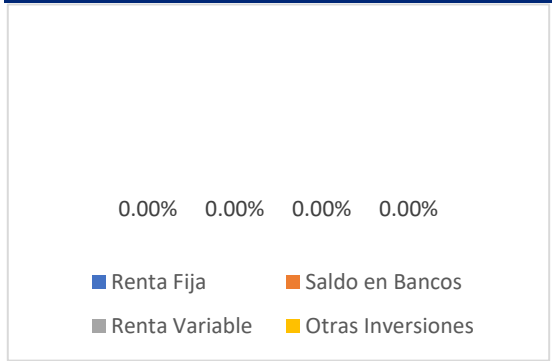 0.00% 0.00% 0.00% 0.00%
Renta Fija Saldo en Bancos
Renta Variable Otras Inversiones